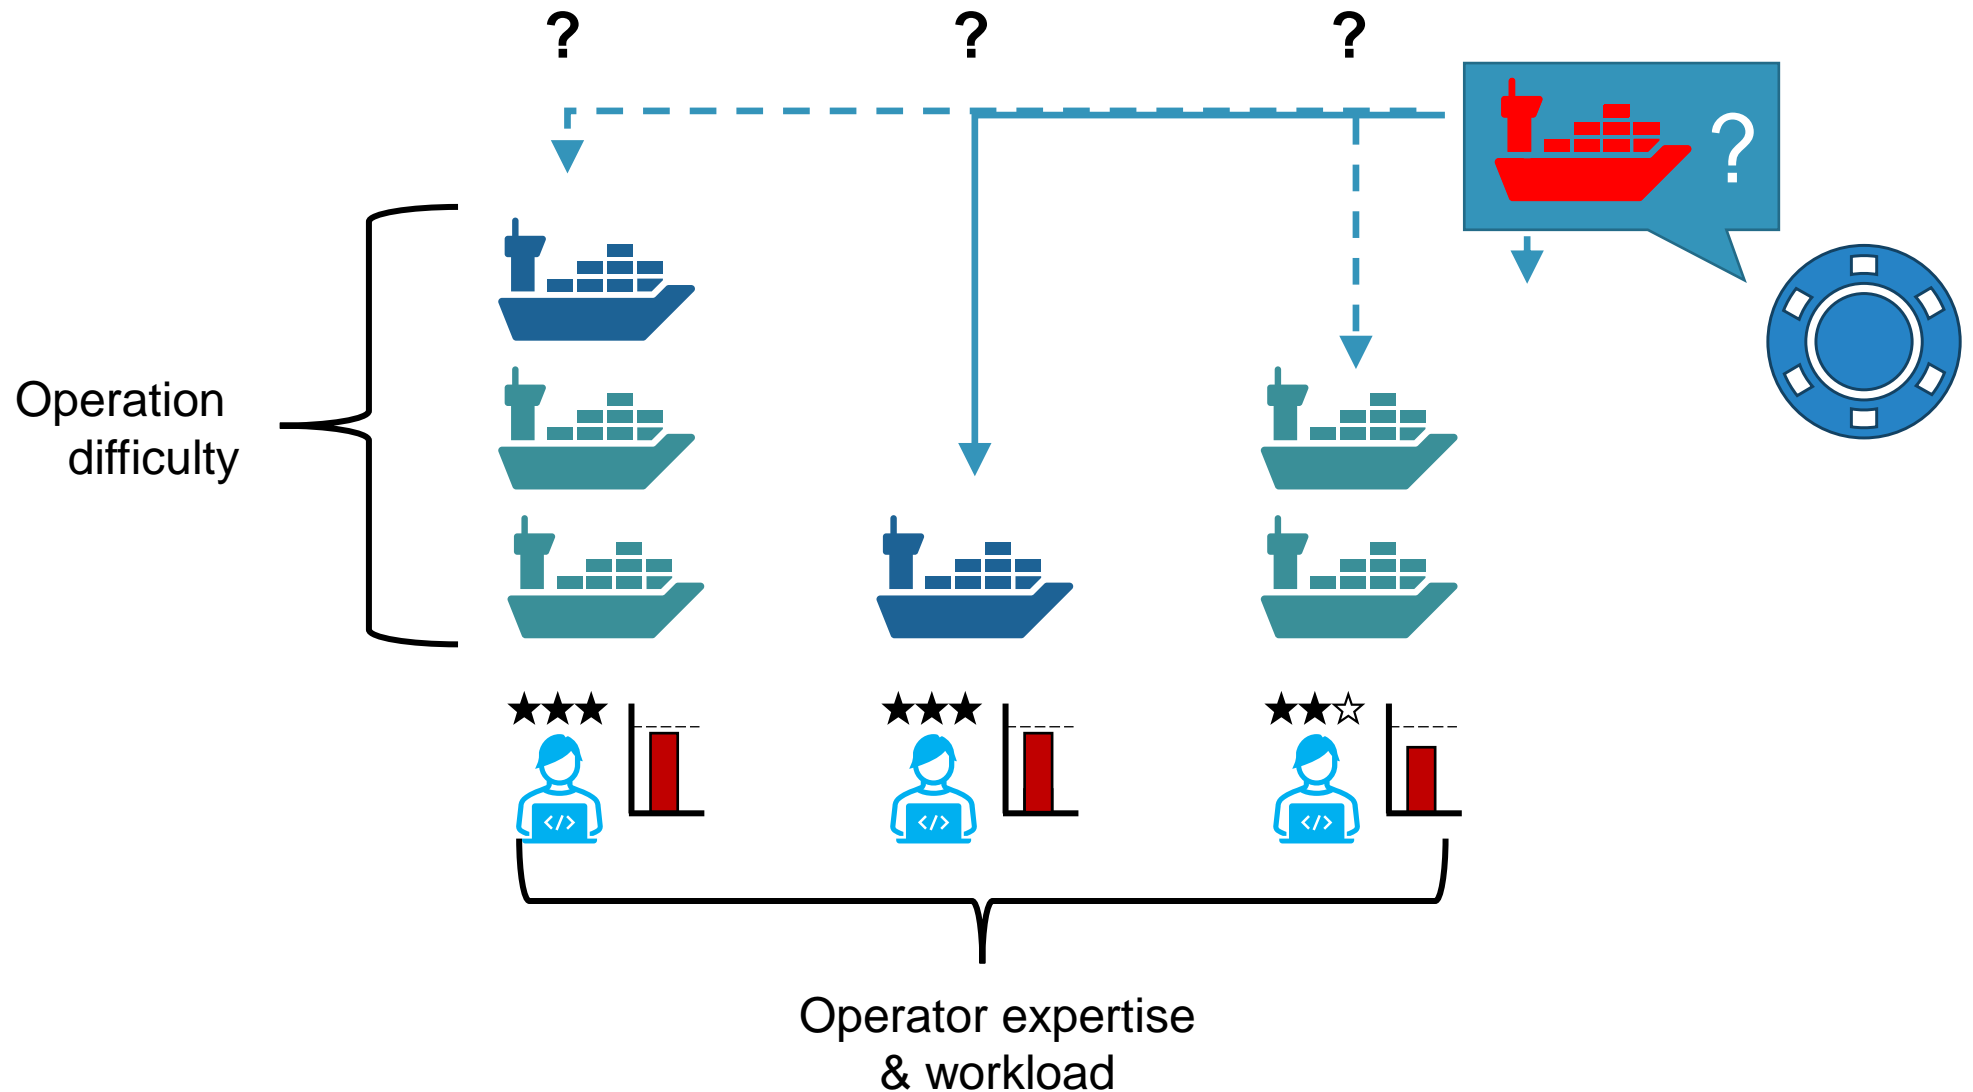 ? ? ?
?
Operation
difficulty
★★★ ★★★ ★★☆
</> </> </>
Operator expertise
& workload